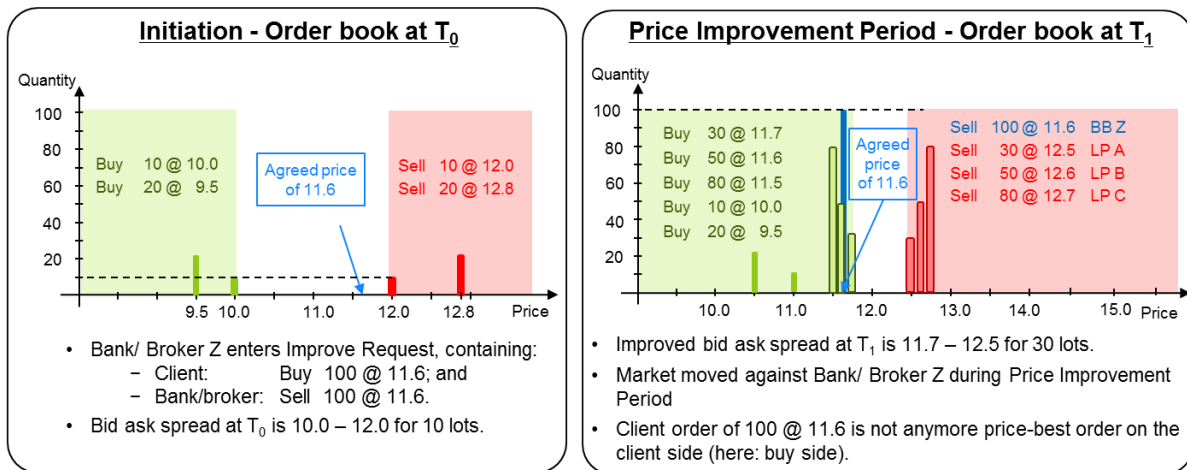 Initiation - Order book at T0
Quantity
100
80
60
40
20
Buy 10 @ 10.0
Buy 20 @ 9.5
Agreed price
of 11.6
Sell 10 @ 12.0
Sell 20 @ 12.8
9.5 10.0 11.0 12.0 12.8 Price
• Bank/ Broker Z enters Improve Request, containing:
− Client: Buy 100 @ 11.6; and
− Bank/broker: Sell 100 @ 11.6.
• Bid ask spread at T0 is 10.0 – 12.0 for 10 lots.
Price Improvement Period - Order book at T1
Quantity
100
80
60
40
20
Buy 30 @ 11.7
Buy 50 @ 11.6
Buy 80 @ 11.5
Buy 10 @ 10.0
Buy 20 @ 9.5
Agreed
price
of 11.6
Sell 100 @ 11.6 BB Z
Sell 30 @ 12.5 LP A
Sell 50 @ 12.6 LP B
Sell 80 @ 12.7 LP C
10.0 11.0 12.0 13.0 14.0 15.0 Price
• Improved bid ask spread at T1 is 11.7 – 12.5 for 30 lots.
• Market moved against Bank/ Broker Z during Price Improvement
Period
• Client order of 100 @ 11.6 is not anymore price-best order on the
client side (here: buy side).